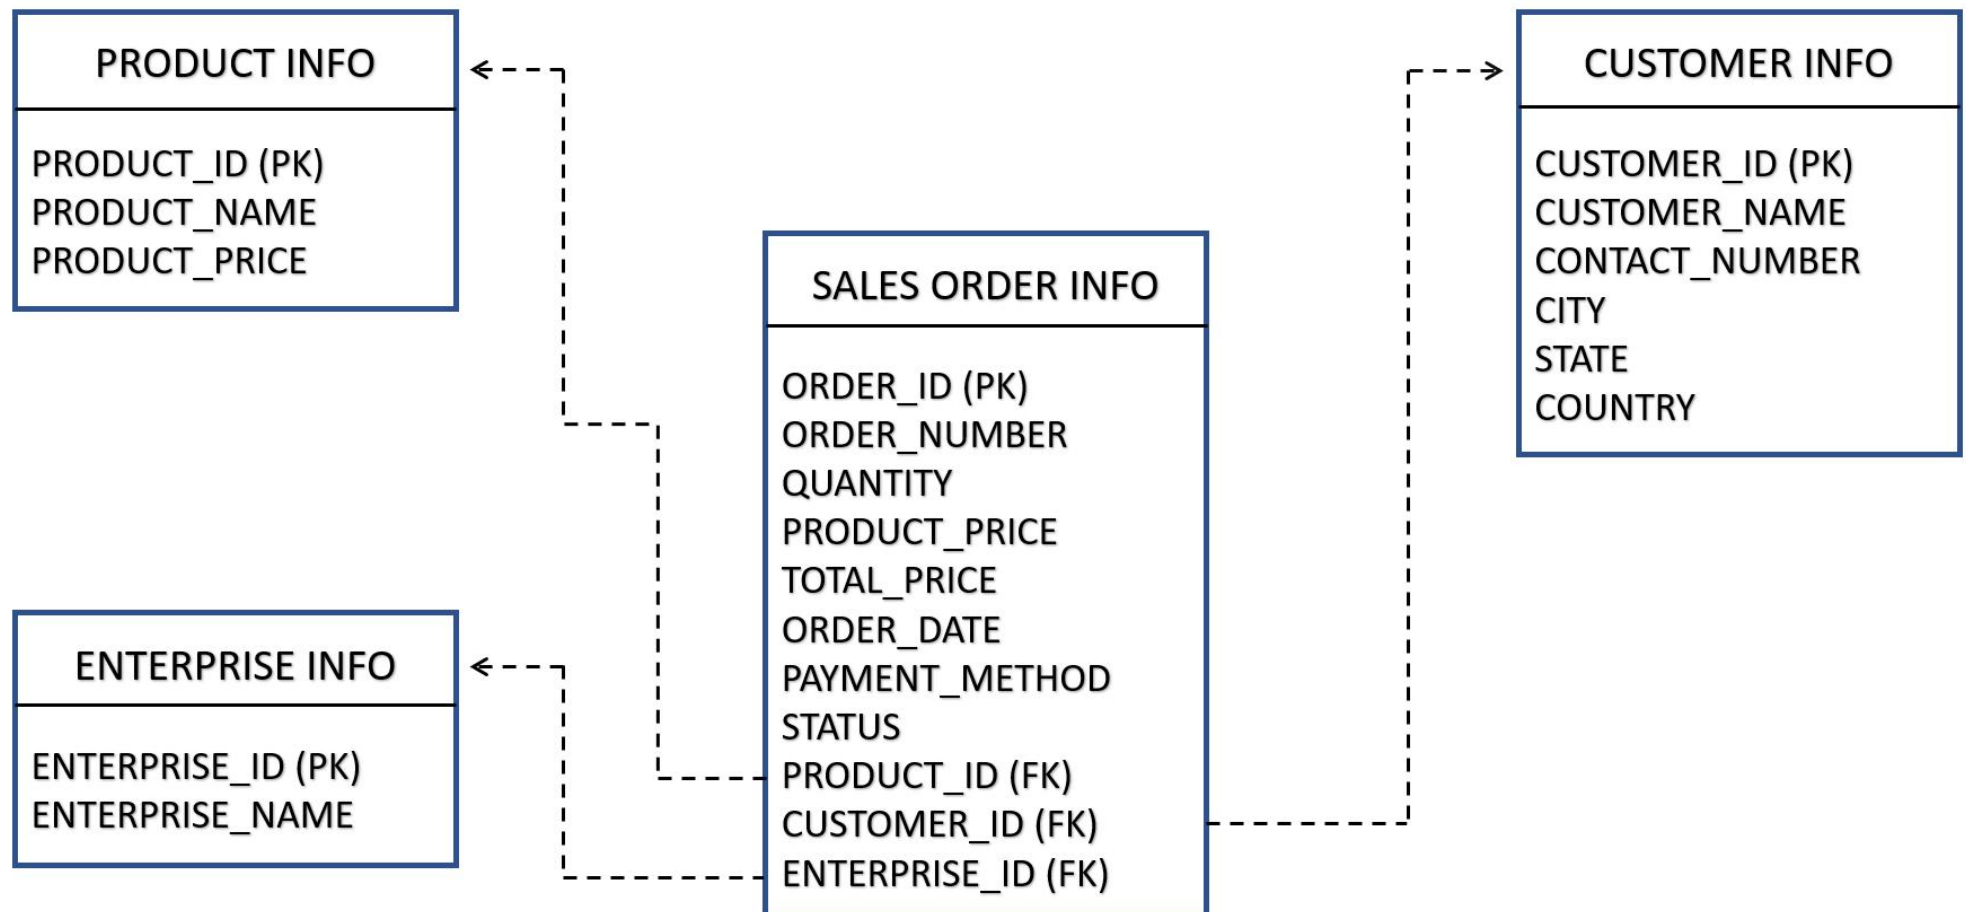 PRODUCT INFO
PRODUCT_ID (PK)
PRODUCT_NAME
PRODUCT_PRICE
ENTERPRISE INFO
ENTERPRISE_ID (PK)
ENTERPRISE_NAME
SALES ORDER INFO
ORDER_ID (PK)
ORDER_NUMBER
QUANTITY
PRODUCT_PRICE
TOTAL_PRICE
ORDER_DATE
PAYMENT_METHOD
STATUS
PRODUCT_ID (FK)
CUSTOMER_ID (FK)
ENTERPRISE_ID (FK)
CUSTOMER INFO
CUSTOMER_ID (PK)
CUSTOMER_NAME
CONTACT_NUMBER
CITY
STATE
COUNTRY